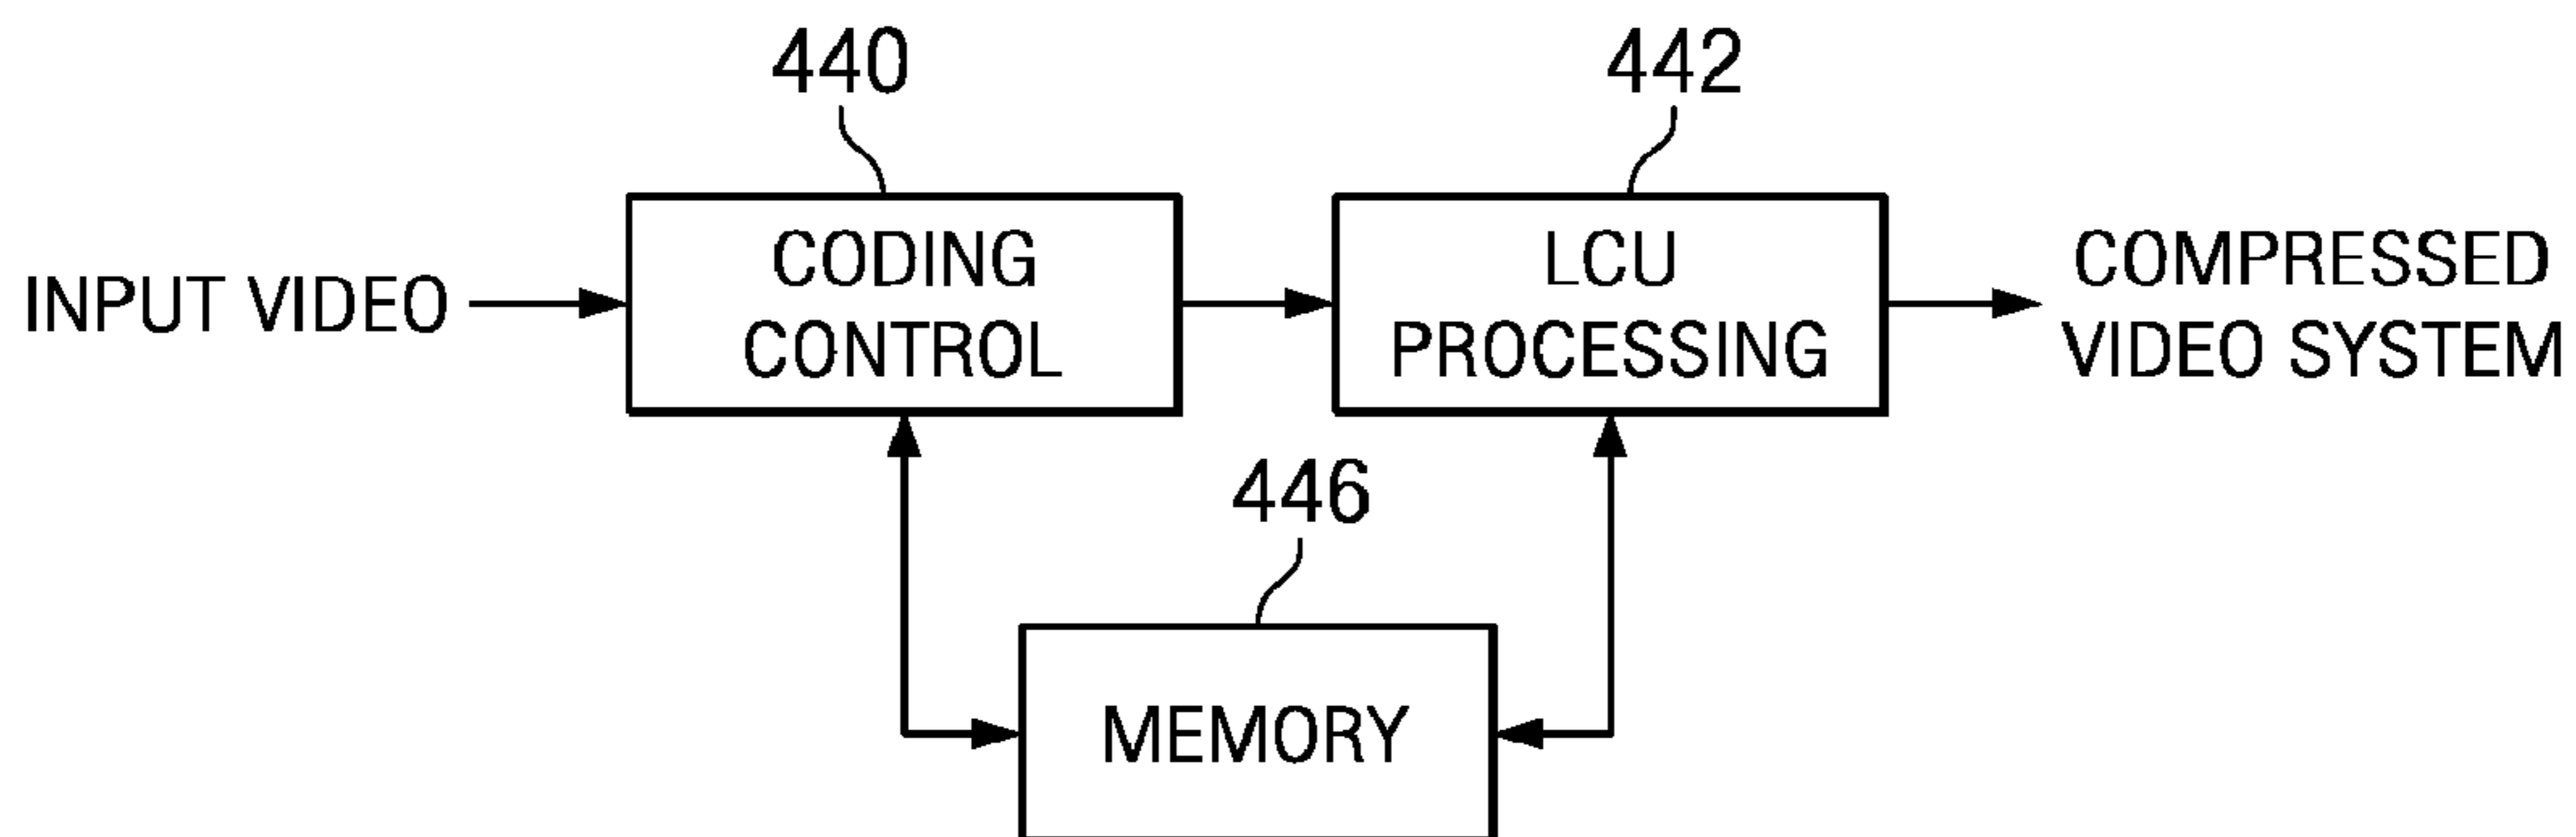 440
442
INPUT VIDEO
CODING
CONTROL
LCU
PROCESSING
COMPRESSED
VIDEO SYSTEM
446
MEMORY